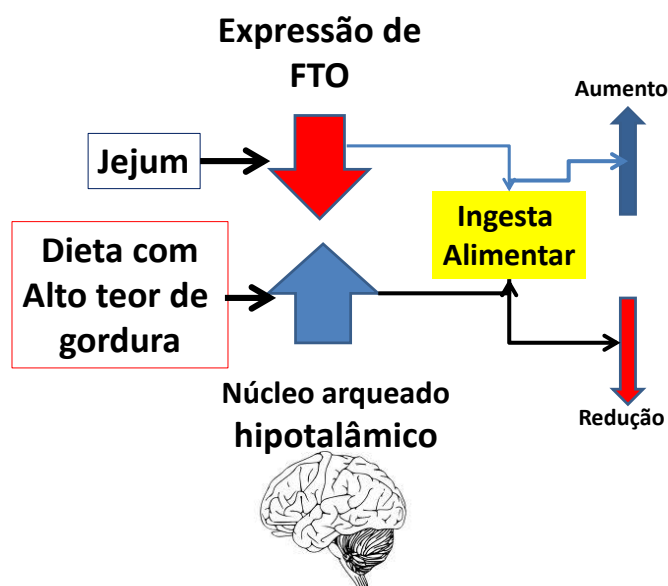 Expressão de
FTO
Aumento
Jejum
Ingesta
Alimentar
Dieta com
Alto teor de
gordura
Núcleo arqueado
hipotalâmico
Redução